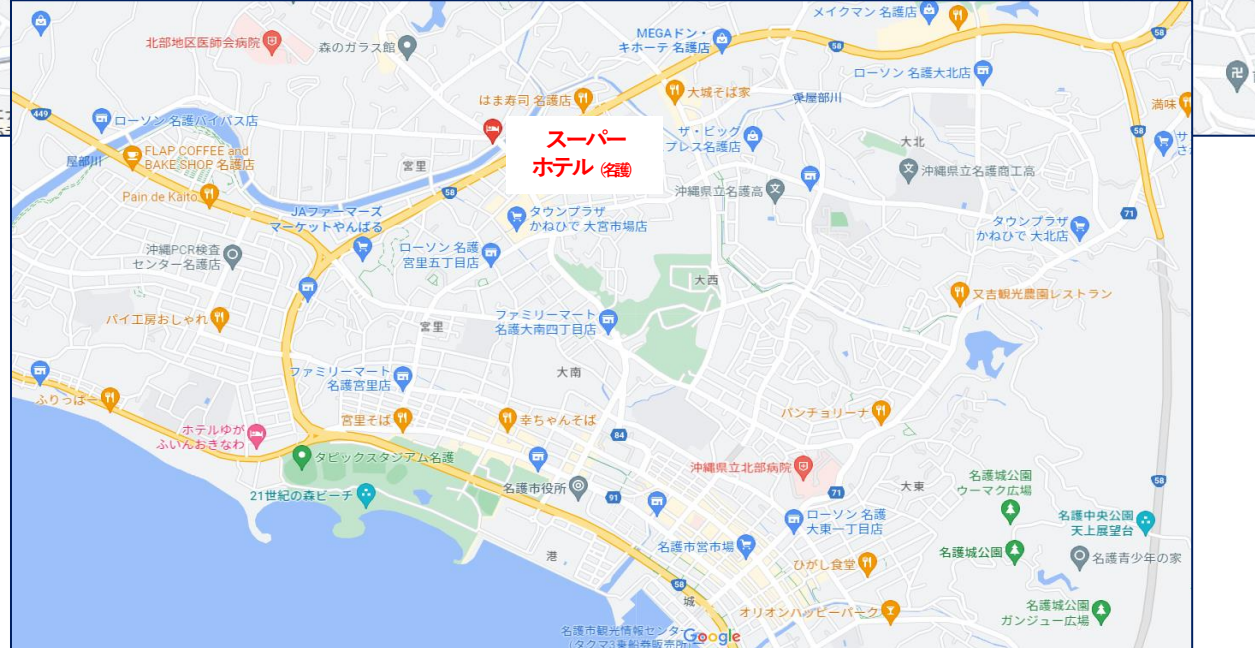 メイクマン 名護店
MEGAドン・
キホーテ 名護店
北部地区医師会病院
森のガラス館
58
58
ローソン 名護大北店
大城そば家
はま寿司 名護店
満味
449
ローソン 名護バイパス店
スーパー
ホテル (名護)
ザ・ビッグ
プレス名護店
大北
58
FLAP COFFEE and
BAKE SHOP 名護店
屋部川
宮里
沖縄県立名護商工高
沖縄県立名護高
58
Pain de Kaito
JAファーマーズ
マーケットやんばる
タウンプラザ
かねひで 大宮市場店
タウンプラザ
かねひで 大北店
71
沖縄PCR検査
センター名護店
ローソン 名護
宮里五丁目店
大西
又吉観光農園レストラン
パイ工房おしゃれ
宮里
ファミリーマート
名護大南四丁目店
大南
ファミリーマート
名護宮里店
ふりっぱー
宮里そば
幸ちゃんそば
パンチョリーナ
ホテルゆが
ふいんおきなわ
84
タピックスタジアム名護
沖縄県立北部病院
名護城公園
ウーマク広場
58
21世紀の森ビーチ
名護市役所
91
71
大東
ローソン 名護
大東一丁目店
名護中央公園
天上展望台
港
名護市営市場
ひがし食堂
名護城公園
名護青少年の家
58
城
オリオンハッピーパーク
名護城公園
ガンジュー広場
名護市観光情報センター
(タクマ3乗船券販売所)
Google